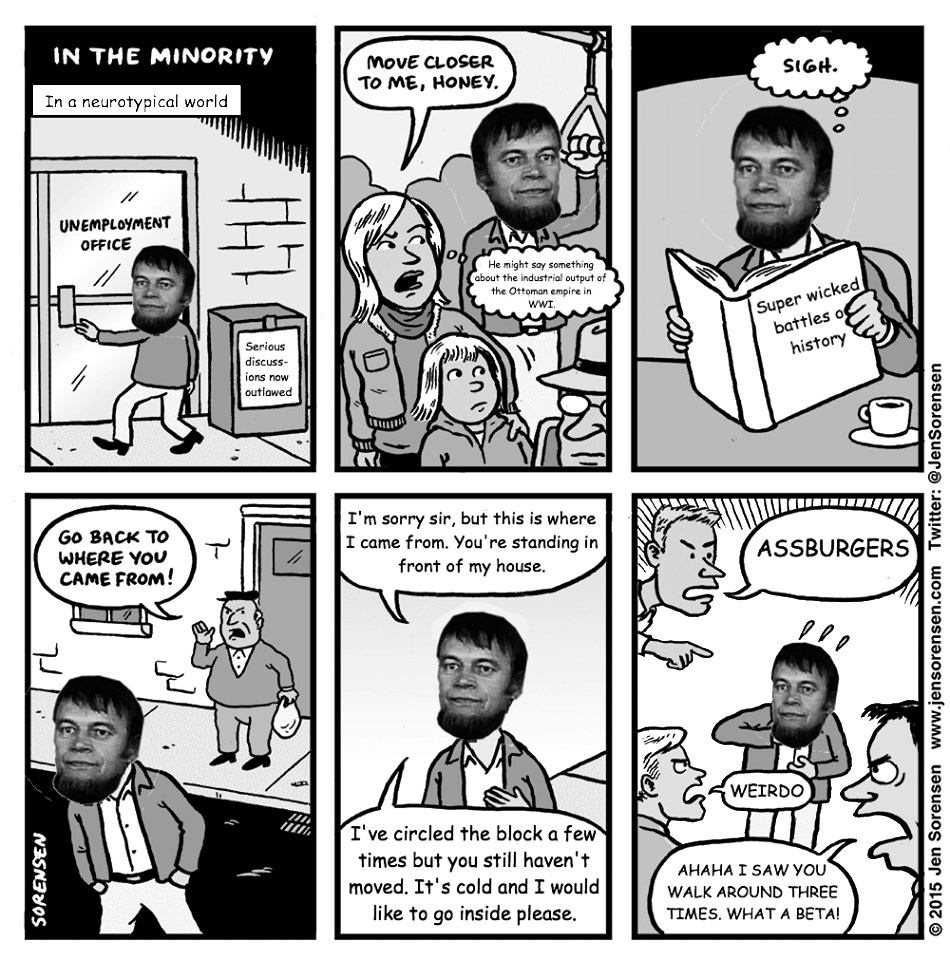 IN THE MINORITY
In a neurotypical world
UNEMPLOYMENT
OFFICE
Serious
discuss-
ions now
outlawed
MOVE CLOSER
TO ME, HONEY.
He might say something
about the industrial output of
the Ottoman empire in
WWI.
SIGH.
Super wicked
battles o
history
GO BACK TO
WHERE YOU
CAME FROM!
SORENSEN
I'm sorry sir, but this is where
I came from. You're standing in
front of my house.
I've circled the block a few
times but you still haven't
moved. It's cold and I would
like to go inside please.
ASSBURGERS
WEIRDO
AHAHA I SAW YOU
WALK AROUND THREE
TIMES. WHAT A BETA!
© 2015 Jen Sorensen www.jensorensen.com Twitter: @JenSorensen